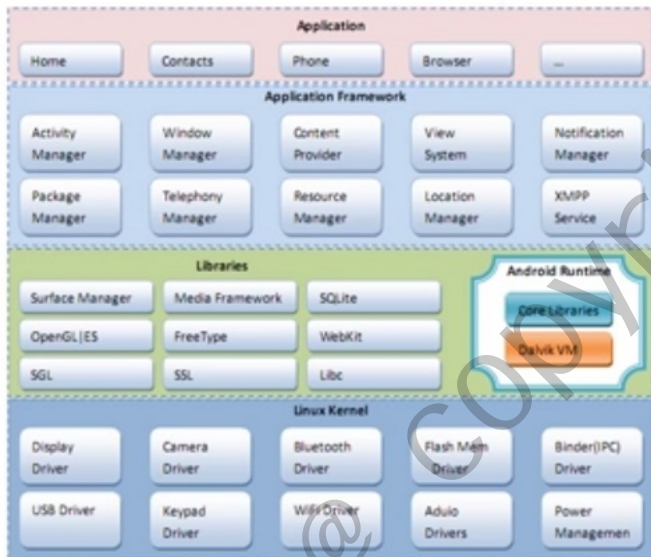 Application
Home Contacts Phone Browser ...
Application Framework
Activity Manager
Window Manager
Content Provider
View System
Notification Manager
Package Manager
Telephony Manager
Resource Manager
Location Manager
XMPP Service
Libraries
Surface Manager Media Framework SQLite
OpenGL|ES FreeType WebKit
SGL SSL Libc
Android Runtime
Core Libraries
Dalvik VM
Linux Kernel
Display Driver
Camera Driver
Bluetooth Driver
Flash Mem Driver
Binder(IPC) Driver
USB Driver
Keypad Driver
WiFi Driver
Aduio Drivers
Power Managemen
@ Copyr